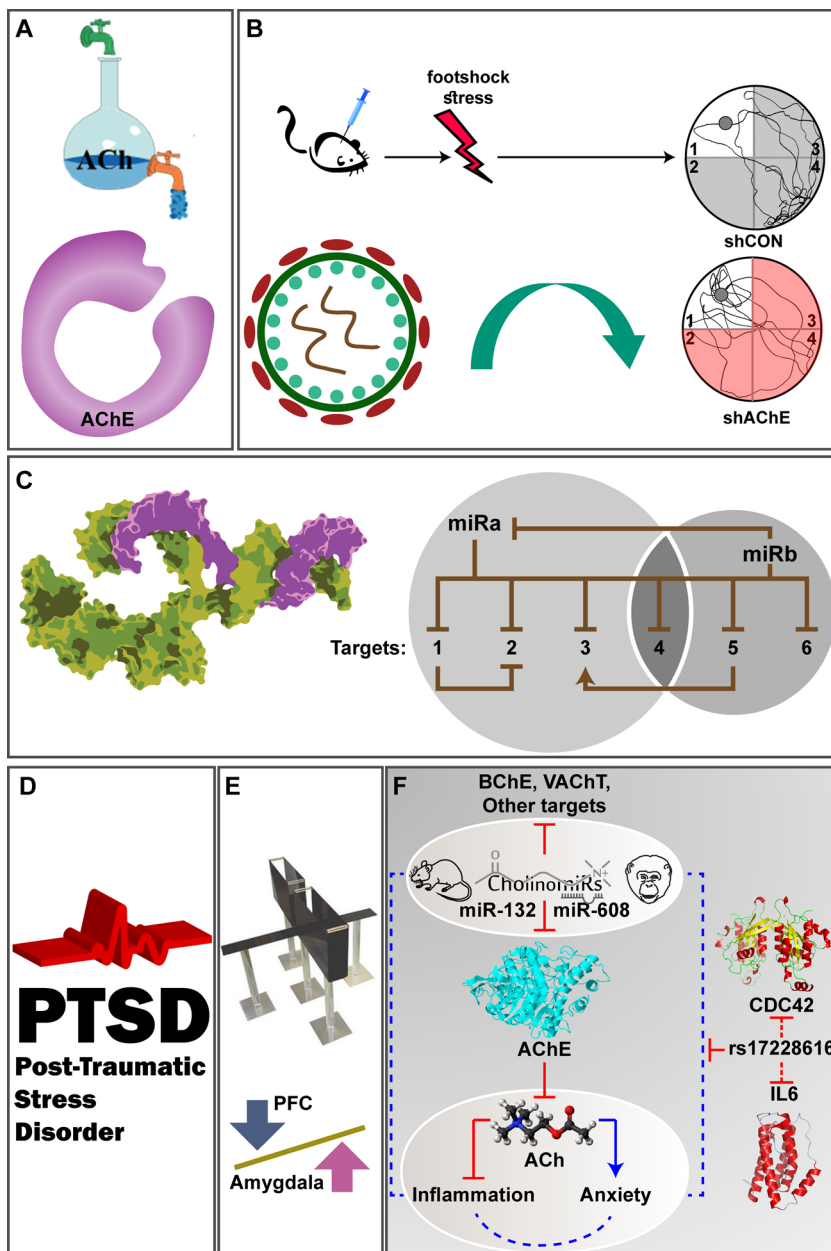 A
ACh
AChE
B
footshock
stress
1
2
3
4
shCON
1
2
3
4
shAChE
C
miRa
miRb
Targets: 1 2 3 4 5 6
D
PTSD
Post-Traumatic
Stress
Disorder
E
PFC
Amygdala
F
BChE, VAChT,
Other targets
O
N+
CholinomiRs
miR-132 miR-608
AChE
ACh
Inflammation Anxiety
CDC42
rs17228616
IL6